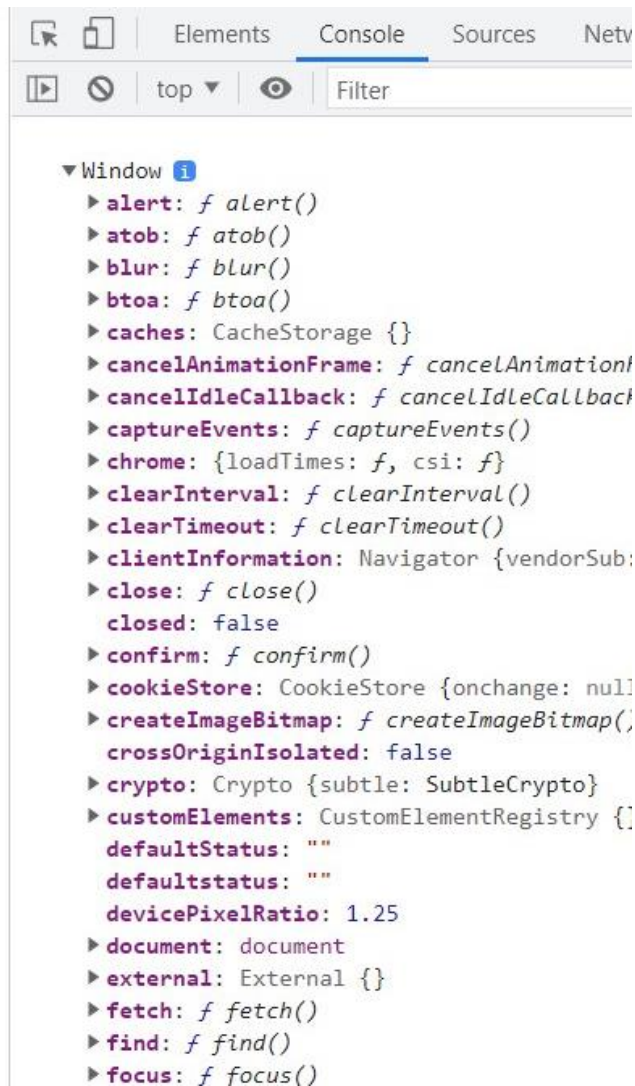 Elements Console Sources Netw
top ▼ Filter
▼Window i
▶alert: ƒ alert()
▶atob: ƒ atob()
▶blur: ƒ blur()
▶btoa: ƒ btoa()
▶caches: CacheStorage {}
▶cancelAnimationFrame: ƒ cancelAnimation
▶cancelIdleCallback: ƒ cancelIdleCallbac
▶captureEvents: ƒ captureEvents()
▶chrome: {loadTimes: ƒ, csi: ƒ}
▶clearInterval: ƒ clearInterval()
▶clearTimeout: ƒ clearTimeout()
▶clientInformation: Navigator {vendorSub:
▶close: ƒ close()
closed: false
▶confirm: ƒ confirm()
▶cookieStore: CookieStore {onchange: null
▶createImageBitmap: ƒ createImageBitmap()
crossOriginIsolated: false
▶crypto: Crypto {subtle: SubtleCrypto}
▶customElements: CustomElementRegistry {}
defaultStatus: ""
defaultstatus: ""
devicePixelRatio: 1.25
▶document: document
▶external: External {}
▶fetch: ƒ fetch()
▶find: ƒ find()
▶focus: ƒ focus()